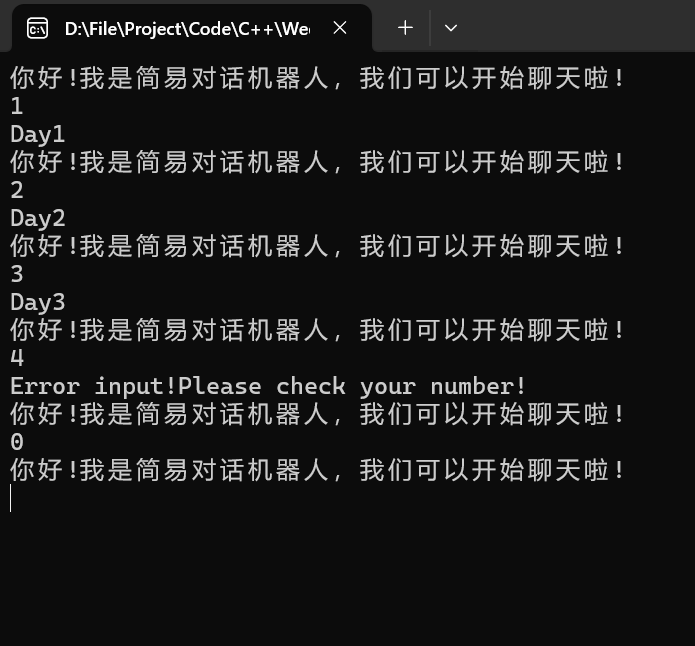 D:\File\Project\Code\C++\We
你好!我是简易对话机器人，我们可以开始聊天啦!
1
Day1
你好!我是简易对话机器人，我们可以开始聊天啦!
2
Day2
你好!我是简易对话机器人，我们可以开始聊天啦!
3
Day3
你好!我是简易对话机器人，我们可以开始聊天啦!
4
Error input!Please check your number!
你好!我是简易对话机器人，我们可以开始聊天啦!
0
你好!我是简易对话机器人，我们可以开始聊天啦!